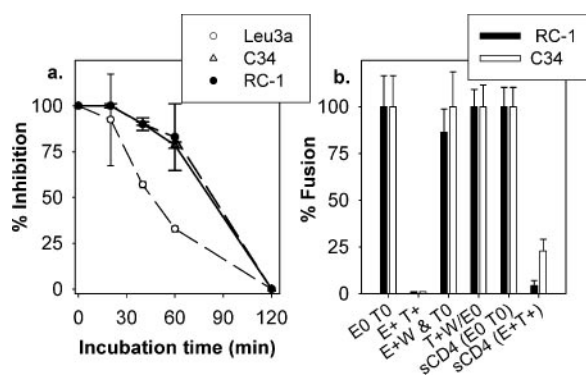 Leu3a
C34
RC-1
a.
100
75
50
25
0
% Inhibition
0 30 60 90 120
Incubation time (min)
RC-1
C34
b.
100
75
50
25
0
% Fusion
E0 T0
E+ T+
E+W & T0
T+W/E0
sCD4 (E0 T0)
sCD4 (E+T+)